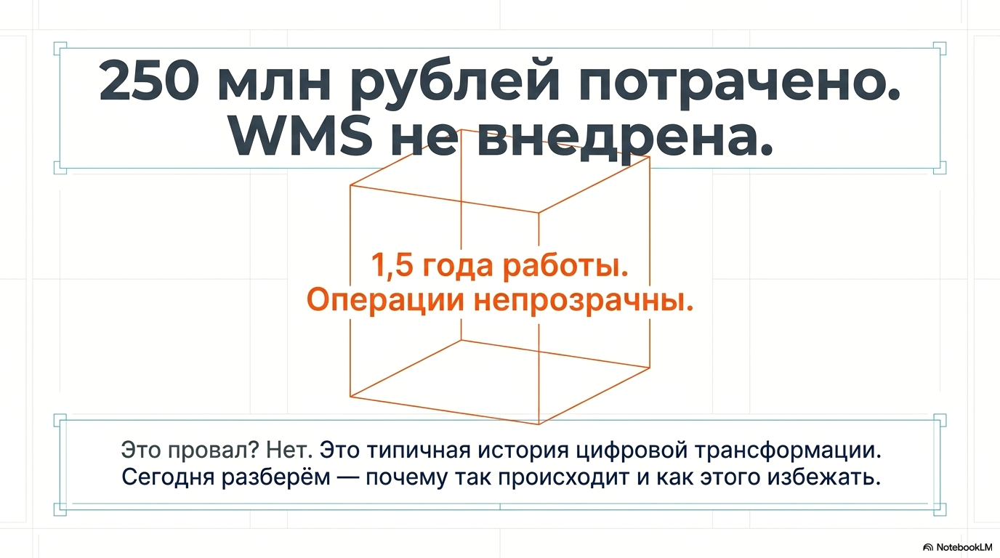 250 млн рублей потрачено.
WMS не внедрена.
1,5 года работы.
Операции непрозрачны.
Это провал? Нет. Это типичная история цифровой трансформации.
Сегодня разберём — почему так происходит и как этого избежать.
NotebookLM